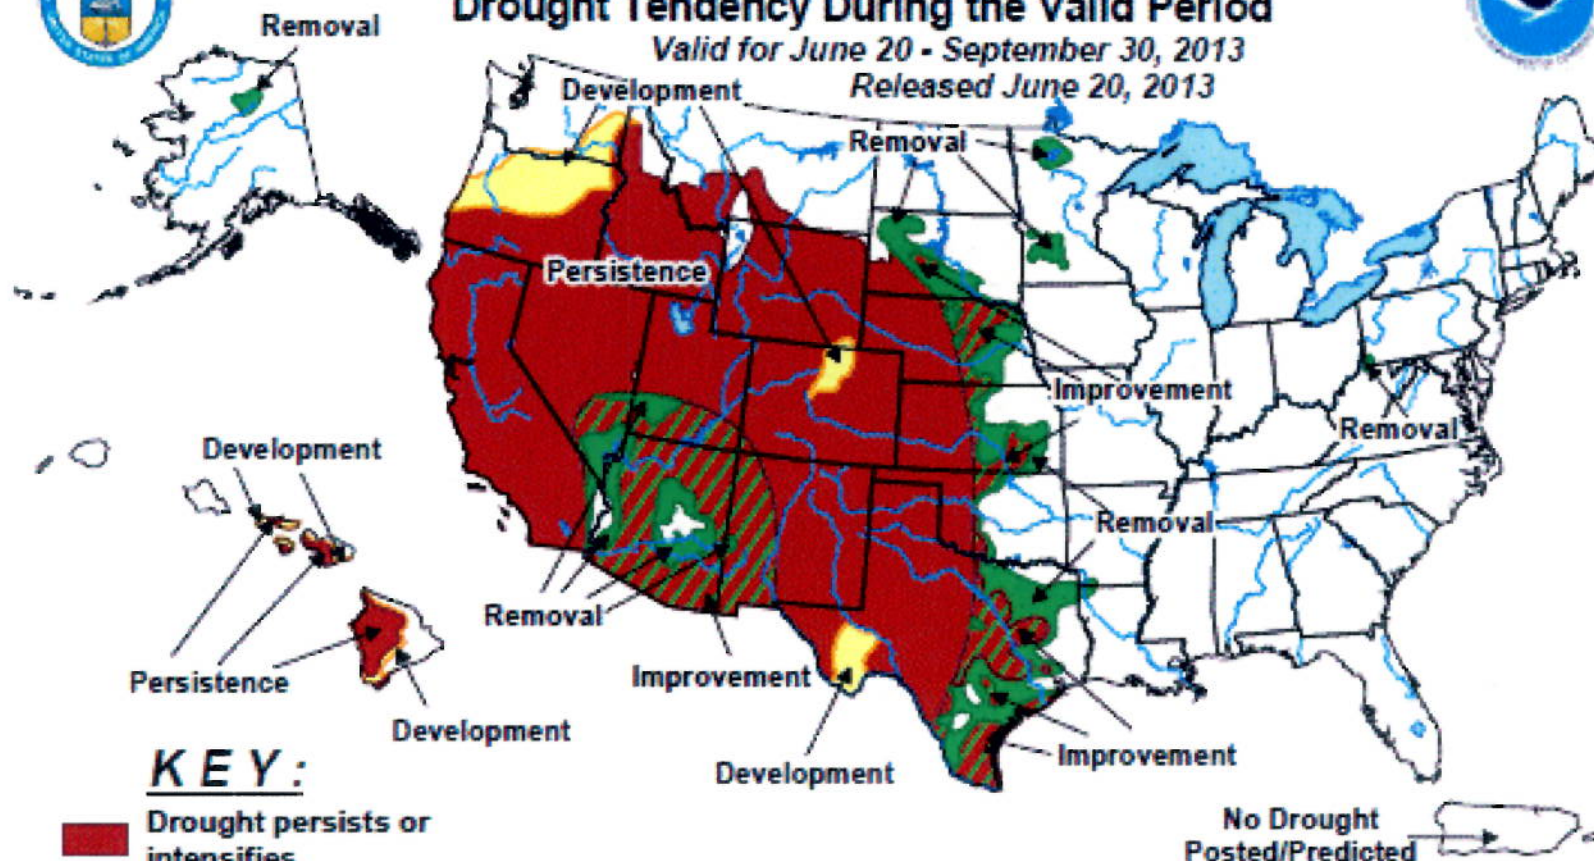 Drought Tendency During the Valid Period
Valid for June 20 - September 30, 2013
Released June 20, 2013
Removal
Development
Removal
Persistence
Improvement
Removal
Development
Removal
Removal
Persistence
Improvement
Development
Improvement
Development
KEY:
Drought persists or
intensifies
No Drought
Posted/Predicted